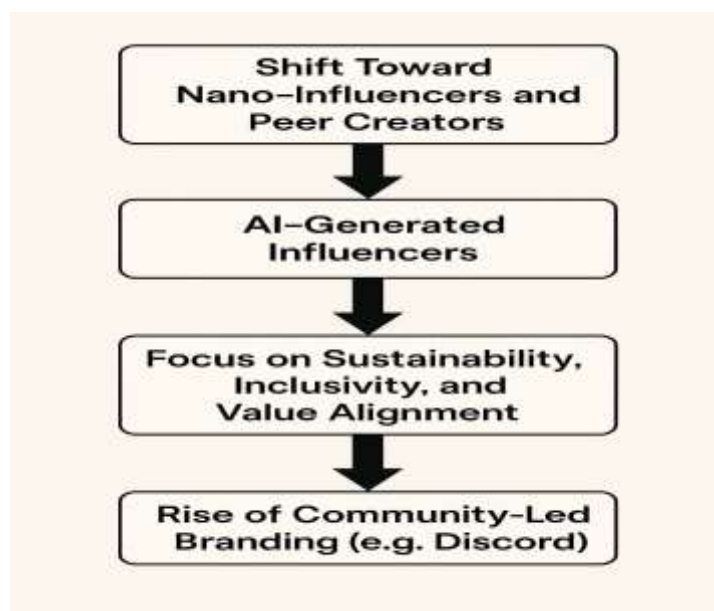 Shift Toward
Nano-Influencers and
Peer Creators
AI-Generated
Influencers
Focus on Sustainability,
Inclusivity, and
Value Alignment
Rise of Community-Led
Branding (e.g. Discord)